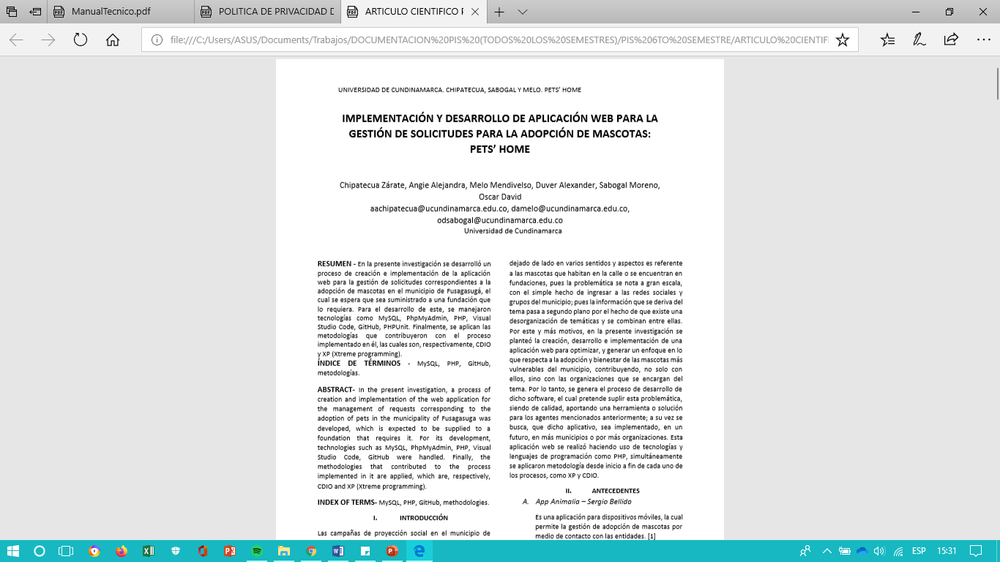 ManualTecnico.pdf
POLITICA DE PRIVACIDAD D
ARTICULO CIENTIFICO P
file:///C:/Users/ASUS/Documents/Trabajos/DOCUMENTACION%20PIS%20(TODOS%20LOS%20SEMESTRES)/PIS%206TO%20SEMESTRE/ARTICULO%20CIENTIFI
UNIVERSIDAD DE CUNDINAMARCA. CHIPATECUA, SABOGAL Y MELO. PETS’ HOME
IMPLEMENTACIÓN Y DESARROLLO DE APLICACIÓN WEB PARA LA
GESTIÓN DE SOLICITUDES PARA LA ADOPCIÓN DE MASCOTAS:
PETS’ HOME
Chipatecua Zárate, Angie Alejandra, Melo Mendivelso, Duver Alexander, Sabogal Moreno,
Oscar David
aachipatecua@ucundinamarca.edu.co, damelo@ucundinamarca.edu.co,
odsabogal@ucundinamarca.edu.co
Universidad de Cundinamarca
RESUMEN - En la presente investigación se desarrolló un
proceso de creación e implementación de la aplicación
web para la gestión de solicitudes correspondientes a la
adopción de mascotas en el municipio de Fusagasugá, el
cual se espera que sea suministrado a una fundación que
lo requiera. Para el desarrollo de este, se manejaron
tecnologías como MySQL, PhpMyAdmin, PHP, Visual
Studio Code, GitHub, PHPUnit. Finalmente, se aplican las
metodologías que contribuyeron con el proceso
implementado en él, las cuales son, respectivamente, CDIO
y XP (Xtreme programming).
ÍNDICE DE TÉRMINOS - MySQL, PHP, GitHub,
metodologías.
ABSTRACT- In the present investigation, a process of
creation and implementation of the web application for
the management of requests corresponding to the
adoption of pets in the municipality of Fusagasuga was
developed, which is expected to be supplied to a
foundation that requires it. For its development,
technologies such as MySQL, PhpMyAdmin, PHP, Visual
Studio Code, GitHub were handled. Finally, the
methodologies that contributed to the process
implemented in it are applied, which are, respectively,
CDIO and XP (Xtreme programming).
INDEX OF TERMS- MySQL, PHP, GitHub, methodologies.
I. INTRODUCCIÓN
Las campañas de proyección social en el municipio de
dejado de lado en varios sentidos y aspectos es referente
a las mascotas que habitan en la calle o se encuentran en
fundaciones, pues la problemática se nota a gran escala,
con el simple hecho de ingresar a las redes sociales y
grupos del municipio; pues la información que se deriva del
tema pasa a segundo plano por el hecho de que existe una
desorganización de temáticas y se combinan entre ellas.
Por este y más motivos, en la presente investigación se
planteó la creación, desarrollo e implementación de una
aplicación web para optimizar, y generar un enfoque en lo
que respecta a la adopción y bienestar de las mascotas más
vulnerables del municipio, contribuyendo, no solo con
ellos, sino con las organizaciones que se encargan del
tema. Por lo tanto, se genera el proceso de desarrollo de
dicho software, el cual pretende suplir esta problemática,
siendo de calidad, aportando una herramienta o solución
para los agentes mencionados anteriormente; a su vez se
busca, que dicho aplicativo, sea implementado, en un
futuro, en más municipios o por más organizaciones. Esta
aplicación web se realizó haciendo uso de tecnologías y
lenguajes de programación como PHP, simultáneamente
se aplicaron metodología desde inicio a fin de cada uno de
los procesos, como XP y CDIO.
II. ANTECEDENTES
A. App Animalia – Sergio Bellido
Es una aplicación para dispositivos móviles, la cual
permite la gestión de adopción de mascotas por
medio de contacto con las entidades. [1]
ESP
15:31